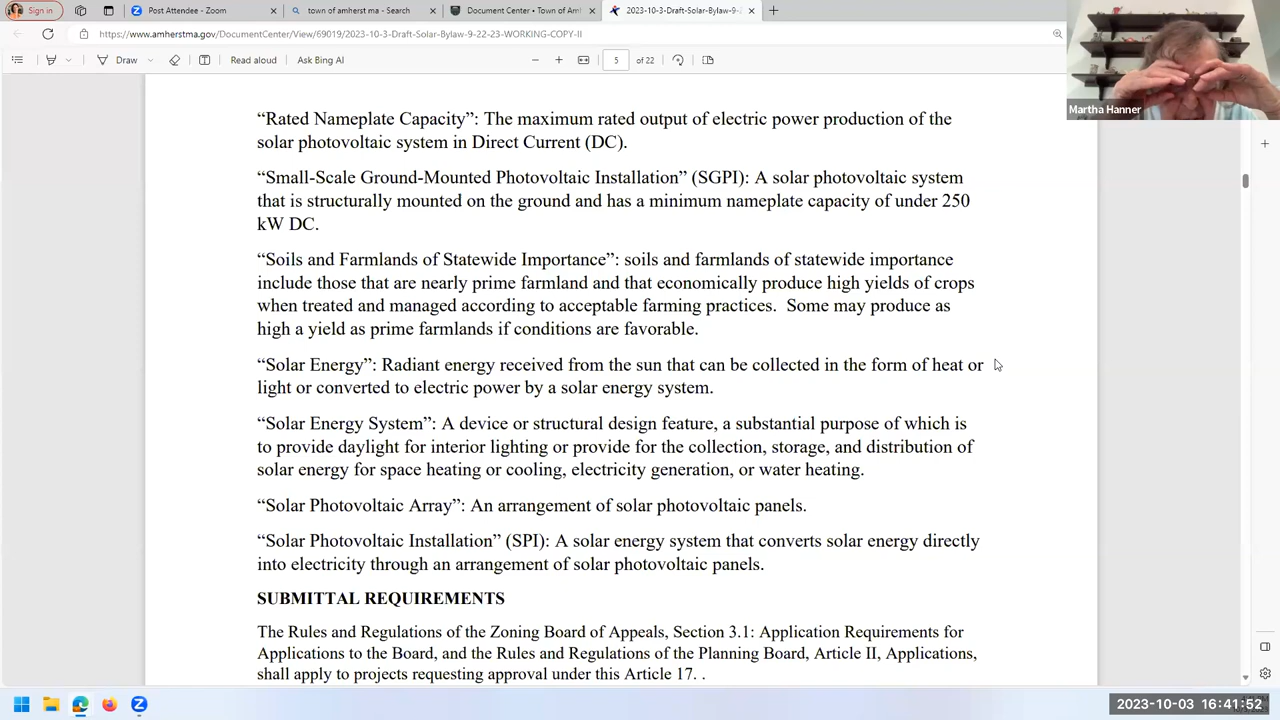 Sign in
Post Attendee - Zoom
town of amherst ma - Search
Document Center • Town of Am
2023-10-3-Draft-Solar-Bylaw-9-2
https://www.amherstma.gov/DocumentCenter/View/69019/2023-10-3-Draft-Solar-Bylaw-9-22-23-WORKING-COPY-II
Draw
Read aloud
Ask Bing AI
5
of 22
Martha Hanner
“Rated Nameplate Capacity”: The maximum rated output of electric power production of the
solar photovoltaic system in Direct Current (DC).
“Small-Scale Ground-Mounted Photovoltaic Installation” (SGPI): A solar photovoltaic system
that is structurally mounted on the ground and has a minimum nameplate capacity of under 250
kW DC.
“Soils and Farmlands of Statewide Importance”: soils and farmlands of statewide importance
include those that are nearly prime farmland and that economically produce high yields of crops
when treated and managed according to acceptable farming practices.  Some may produce as
high a yield as prime farmlands if conditions are favorable.
“Solar Energy”: Radiant energy received from the sun that can be collected in the form of heat or
light or converted to electric power by a solar energy system.
“Solar Energy System”: A device or structural design feature, a substantial purpose of which is
to provide daylight for interior lighting or provide for the collection, storage, and distribution of
solar energy for space heating or cooling, electricity generation, or water heating.
“Solar Photovoltaic Array”: An arrangement of solar photovoltaic panels.
“Solar Photovoltaic Installation” (SPI): A solar energy system that converts solar energy directly
into electricity through an arrangement of solar photovoltaic panels.
SUBMITTAL REQUIREMENTS
The Rules and Regulations of the Zoning Board of Appeals, Section 3.1: Application Requirements for
Applications to the Board, and the Rules and Regulations of the Planning Board, Article II, Applications,
shall apply to projects requesting approval under this Article 17. .
2023-10-03 16:41:52